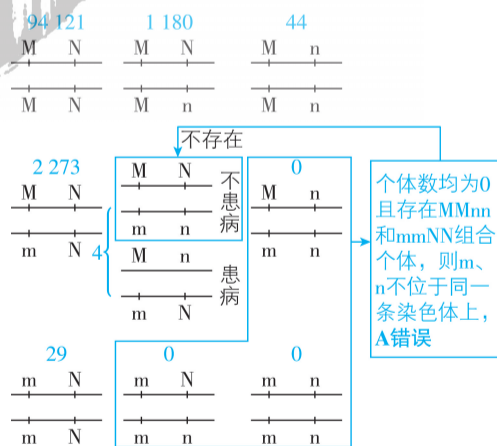 94 121 1 180 44
M N M N M n
M N M n M n
不存在
2 273 M N 不患病 0
M N M n
m n
m N 4 m n
M n 患病
m N
个体数均为0
且存在MMnn
和mmNN组合
个体，则m、
n不位于同一
条染色体上，
A错误
29 0 0
m N m N m n
m N m n m n